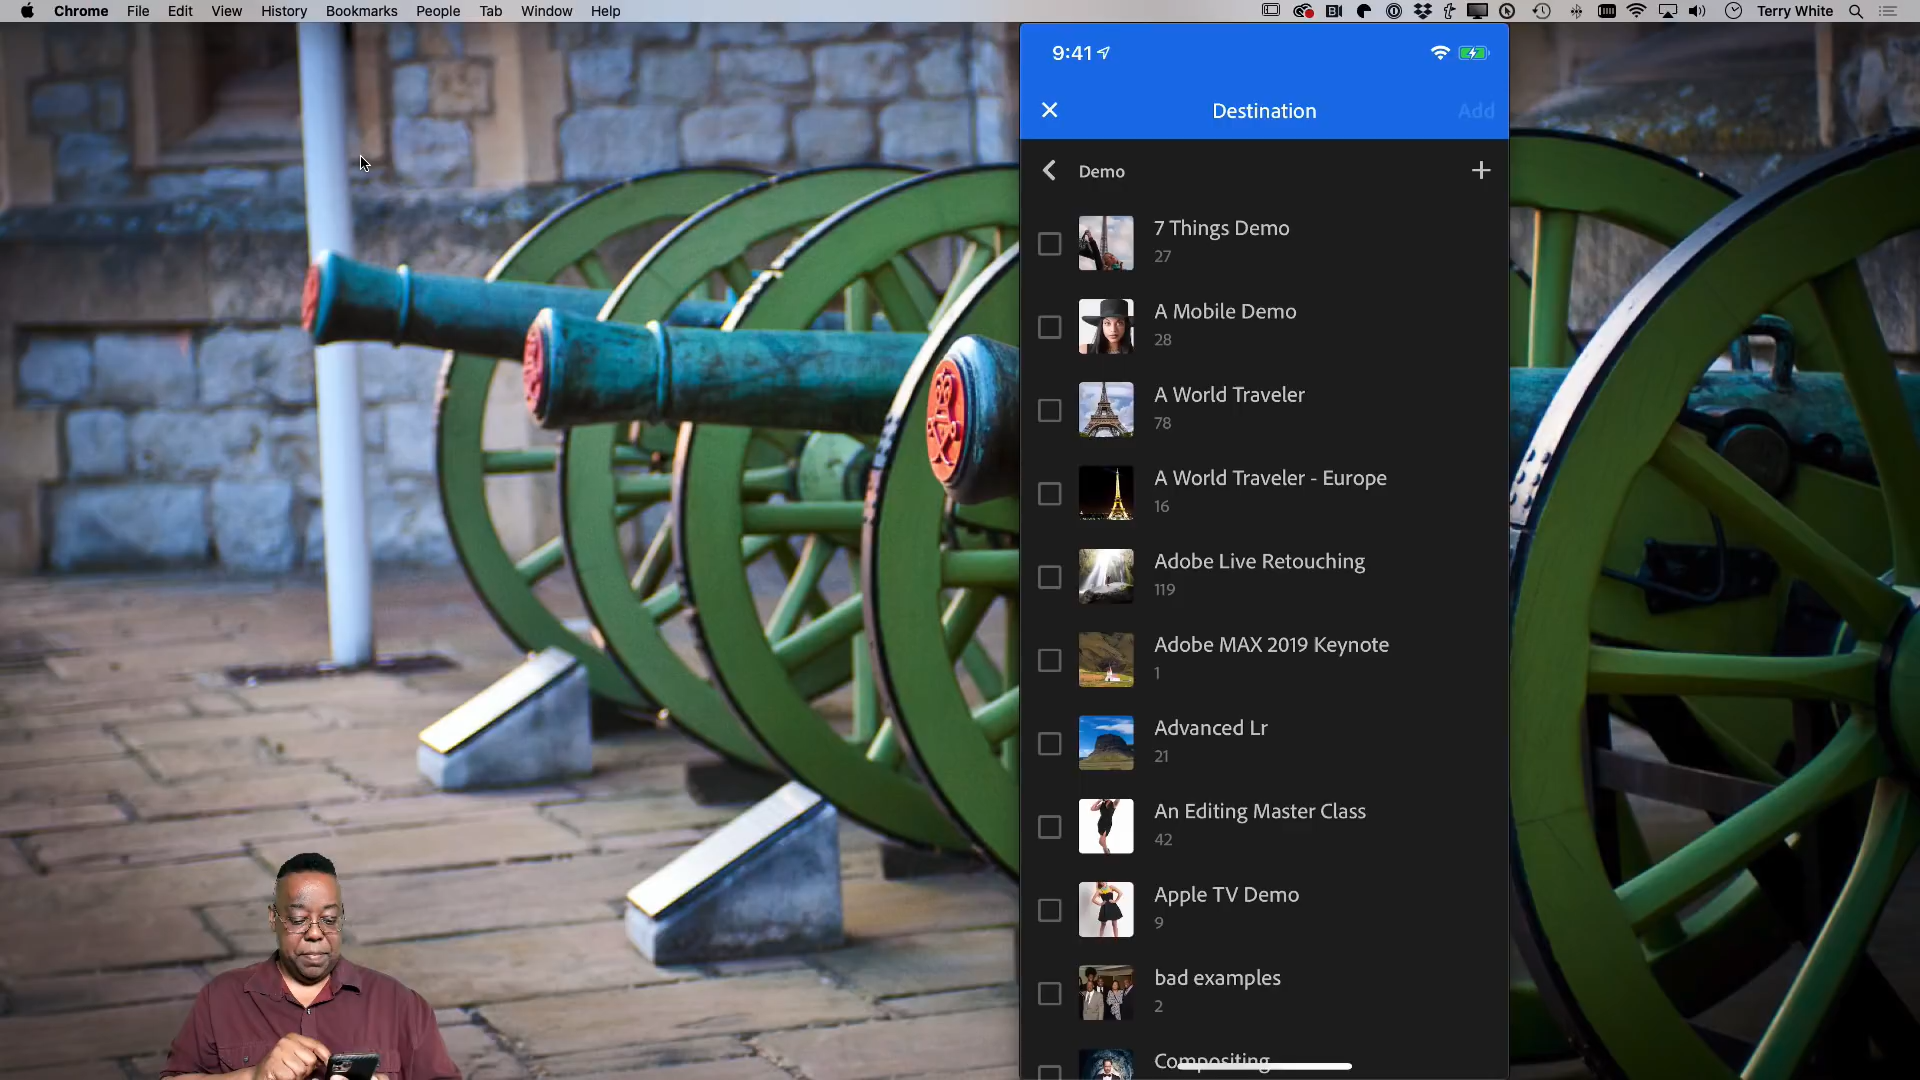 Chrome File Edit View History Bookmarks People Tab Window Help Terry White
9:41
Destination Add
Demo
7 Things Demo
27
A Mobile Demo
28
A World Traveler
78
A World Traveler - Europe
16
Adobe Live Retouching
119
Adobe MAX 2019 Keynote
1
Advanced Lr
21
An Editing Master Class
42
Apple TV Demo
9
bad examples
2
Compositing